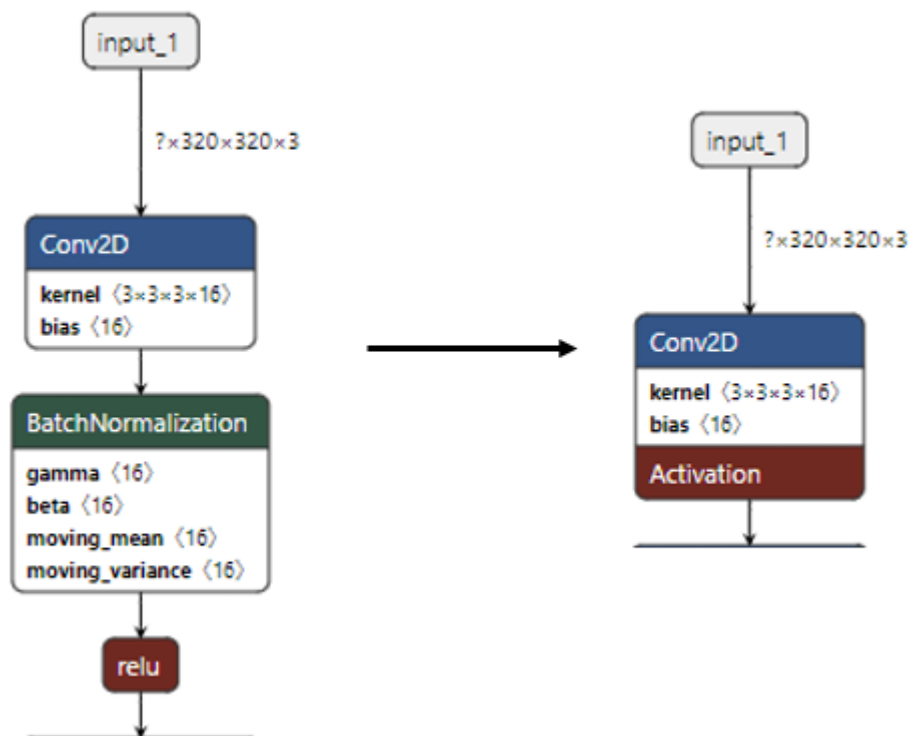 input_1
?×320×320×3
Conv2D
kernel 〈3×3×3×16〉
bias 〈16〉
BatchNormalization
gamma 〈16〉
beta 〈16〉
moving_mean 〈16〉
moving_variance 〈16〉
relu
input_1
?×320×320×3
Conv2D
kernel 〈3×3×3×16〉
bias 〈16〉
Activation